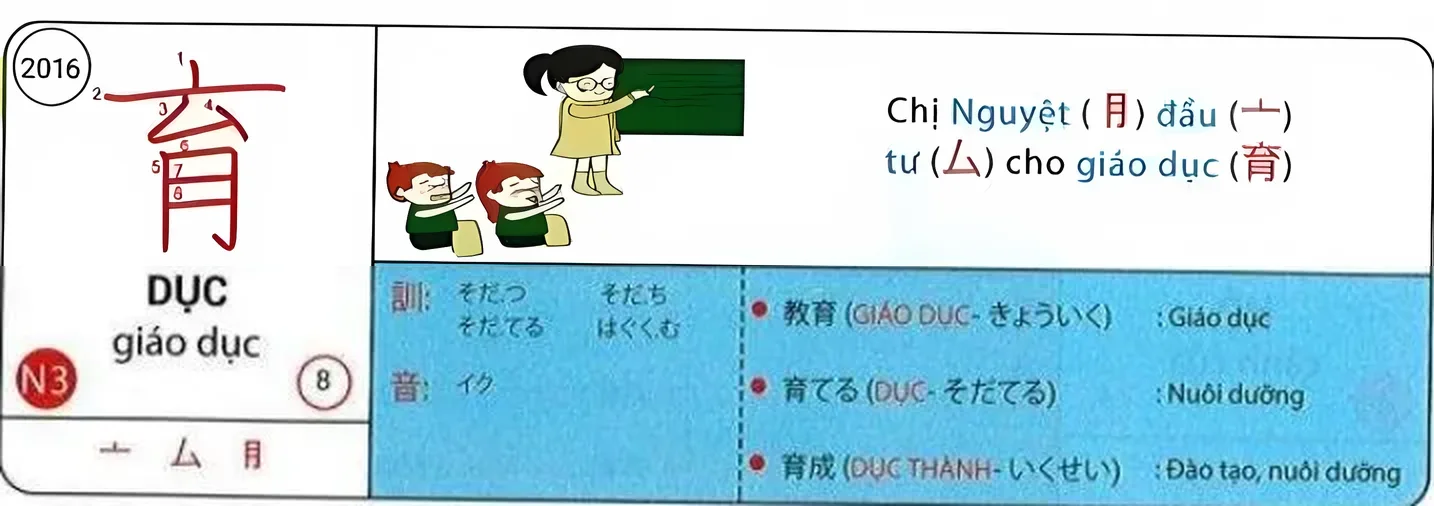 2016
1
2
3
4
5
6
7
8
育
DỤC
giáo dục
N3
8
亠 厶 月
Chị Nguyệt (月) đầu (亠)
tư (厶) cho giáo dục (育)
訓: そだ.つ そだち
そだてる はぐくむ
音: イク
教育 (GIÁO DỤC- きょういく) : Giáo dục
育てる (DỤC- そだてる) : Nuôi dưỡng
育成 (DỤC THÀNH- いくせい) : Đào tạo, nuôi dưỡng